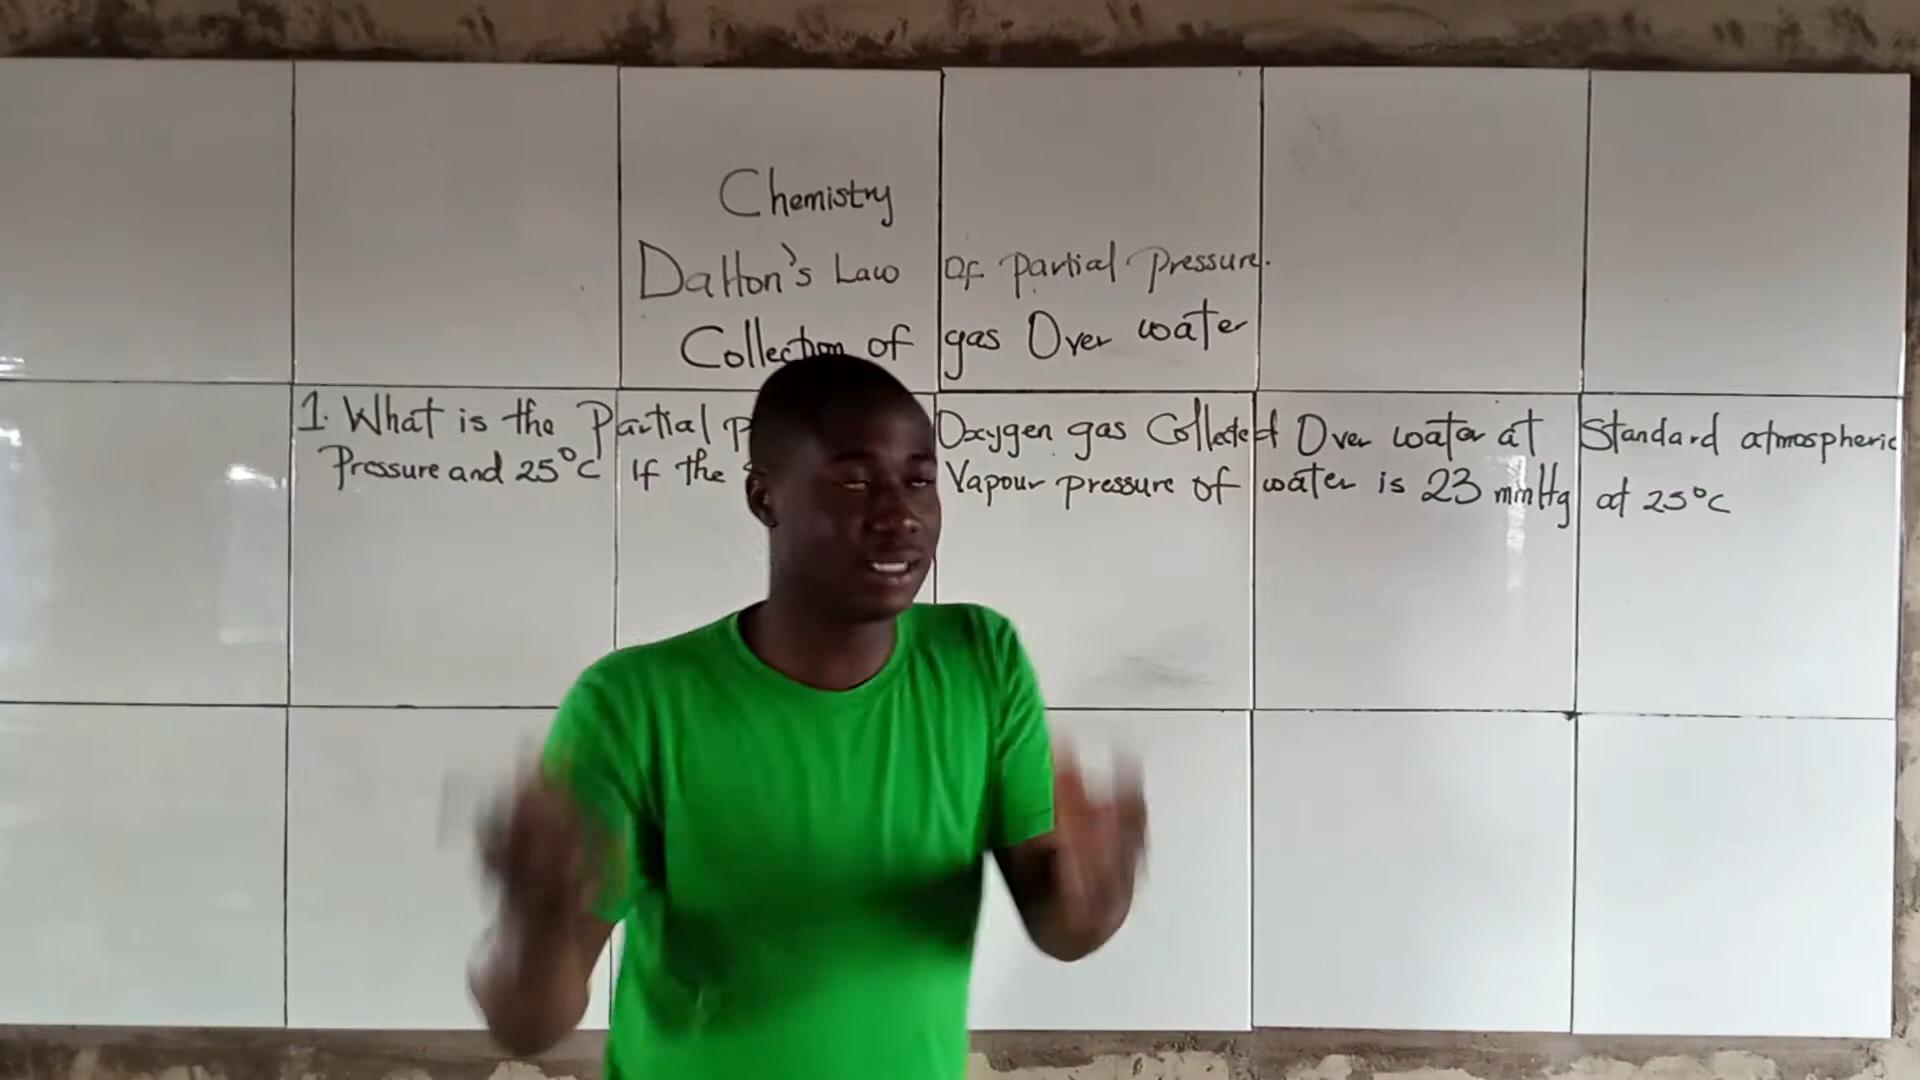 Chemistry
Dalton's Law of partial pressure.
Collection of gas Over water
1. What is the Partial Oxygen gas Collected Over water at Standard atmospheric
Pressure and 25°C If the Vapour pressure of water is 23 mmHg at 25°C